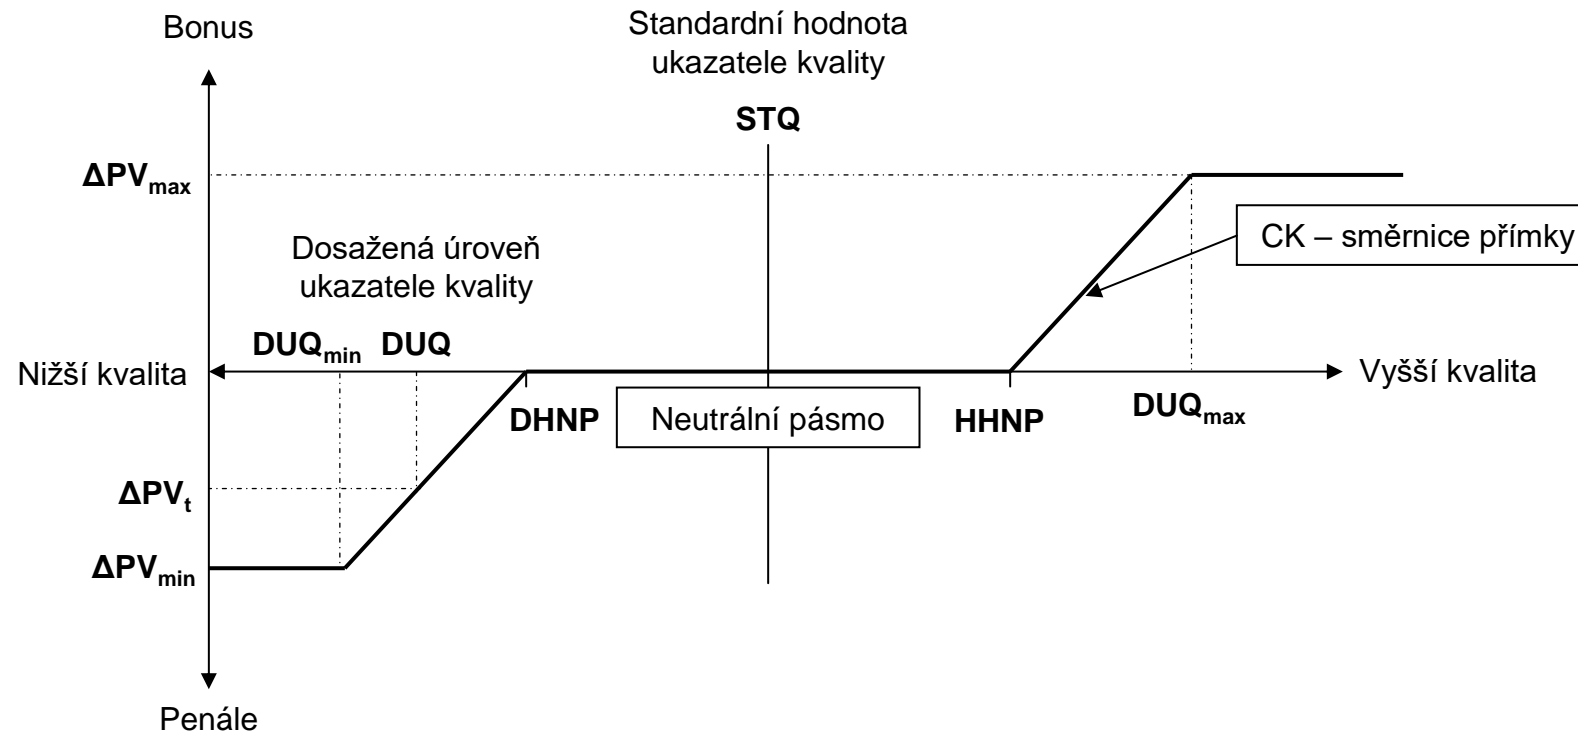 Bonus
Standardní hodnota
ukazatele kvality
STQ
ΔPVmax
CK – směrnice přímky
Dosažená úroveň
ukazatele kvality
DUQmin
DUQ
Nižší kvalita
Vyšší kvalita
DHNP
Neutrální pásmo
HHNP
DUQmax
ΔPVt
ΔPVmin
Penále